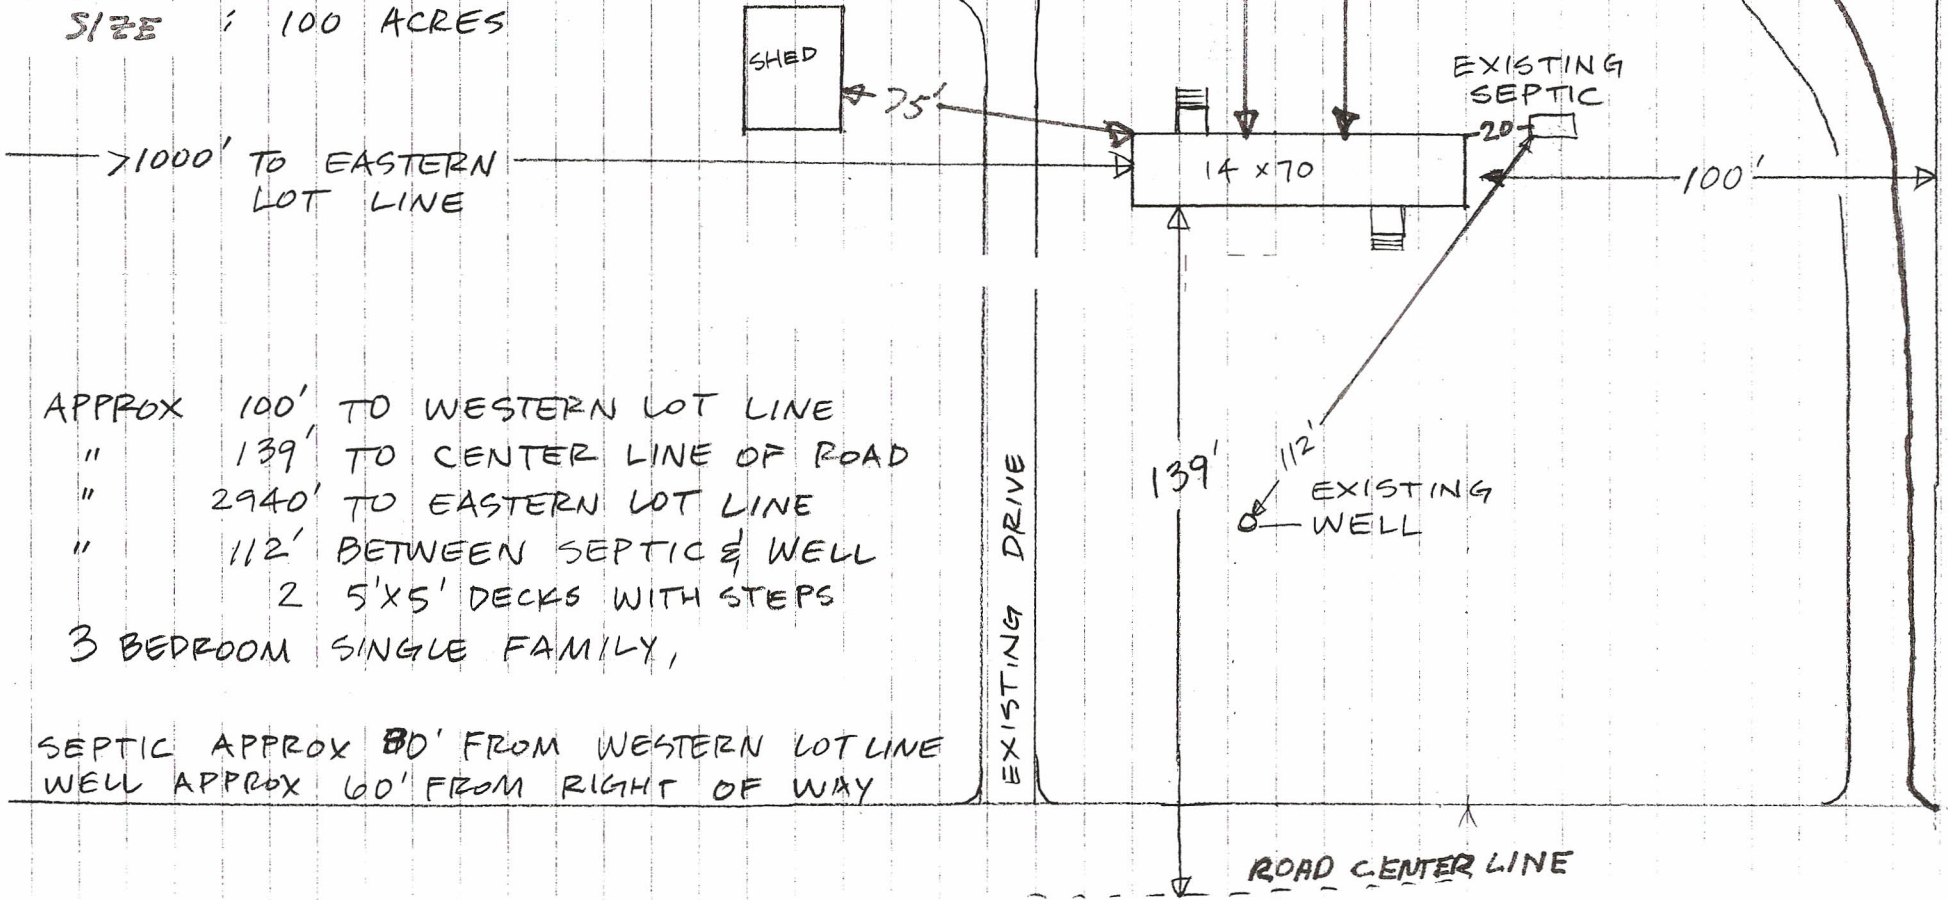 SIZE : 100 ACRES
SHED
75'
EXISTING
SEPTIC
20
14 x 70
100'
>1000' TO EASTERN
LOT LINE
APPROX 100' TO WESTERN LOT LINE
" 139' TO CENTER LINE OF ROAD
" 2940' TO EASTERN LOT LINE
" 112' BETWEEN SEPTIC & WELL
2 5'X5' DECKS WITH STEPS
3 BEDROOM SINGLE FAMILY,
SEPTIC APPROX 80' FROM WESTERN LOT LINE
WELL APPROX 60' FROM RIGHT OF WAY
EXISTING DRIVE
139'
112'
EXISTING
WELL
ROAD CENTER LINE